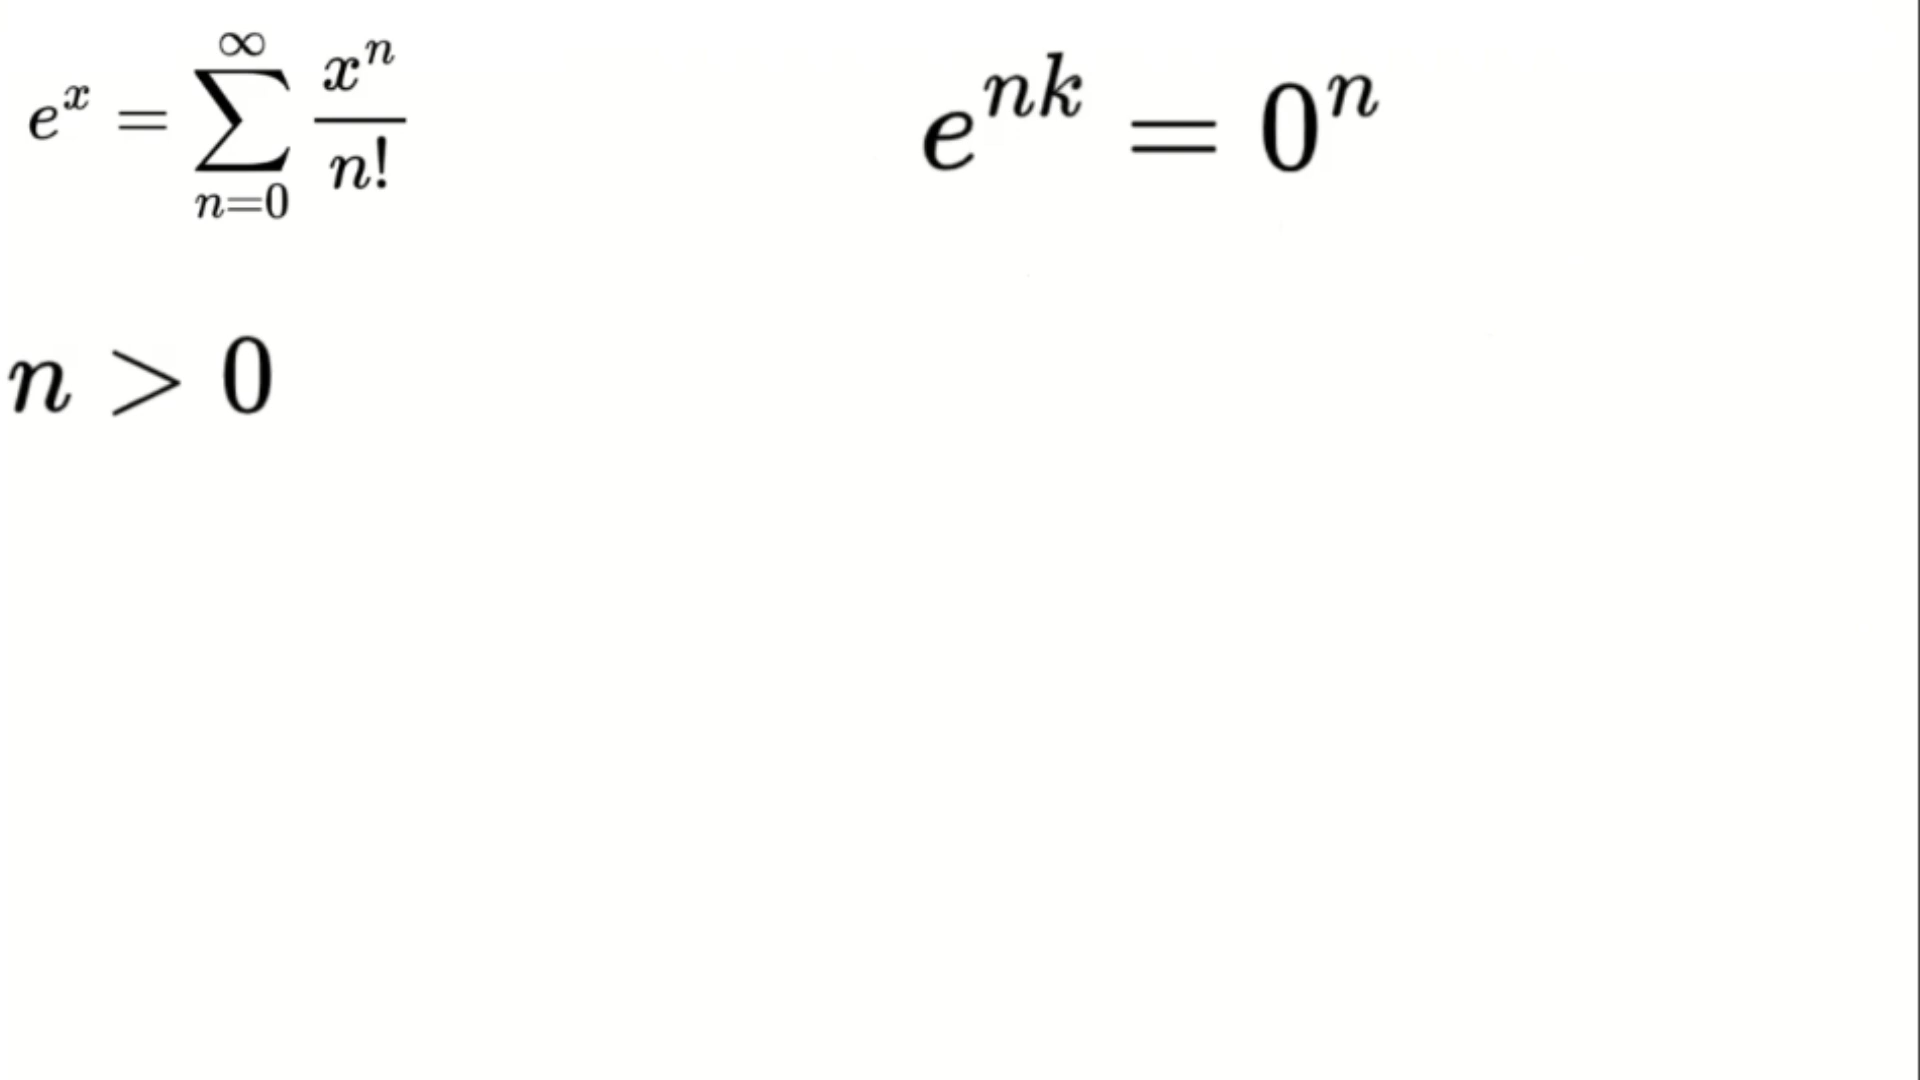 e^x = \sum_{n=0}^{\infty} \frac{x^n}{n!}
e^{nk} = 0^n
n > 0